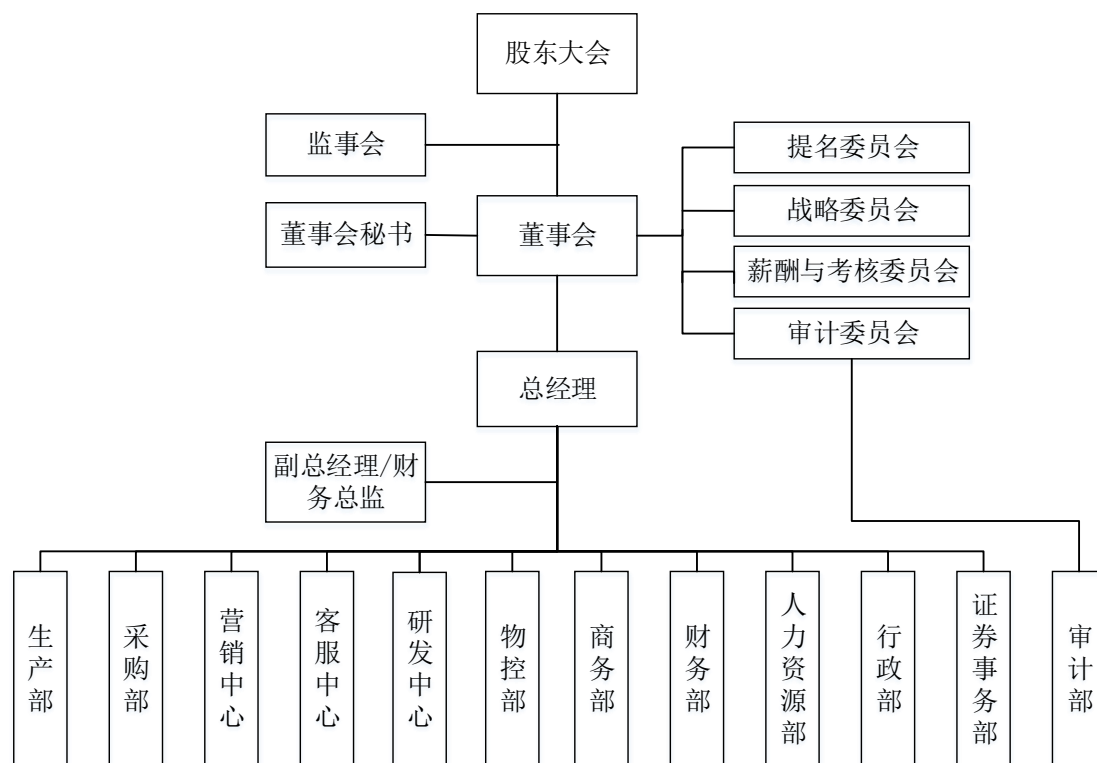 股东大会
监事会
提名委员会
董事会秘书
董事会
战略委员会
薪酬与考核委员会
审计委员会
总经理
副总经理/财
务总监
生产部
采购部
营销中心
客服中心
研发中心
物控部
商务部
财务部
人力资源部
行政部
证券事务部
审计部